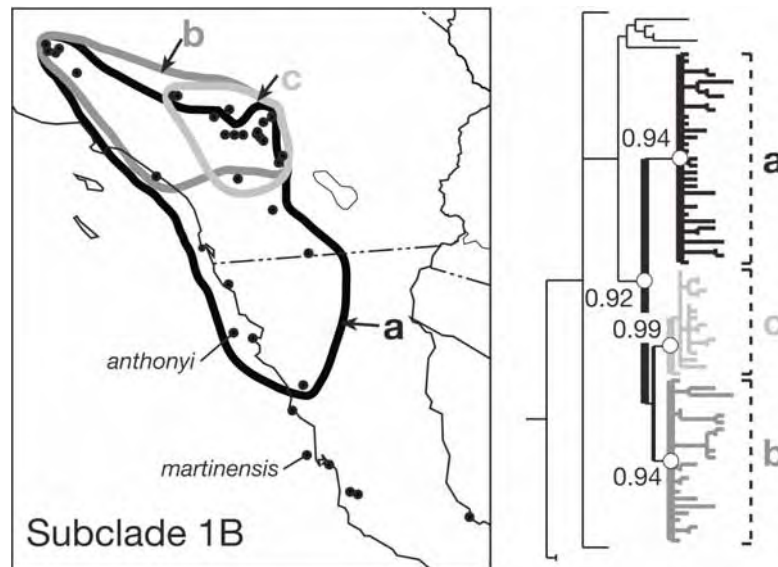 b
c
a
anthonyi
martinensis
Subclade 1B
0.94
a
0.92
0.99
c
0.94
b